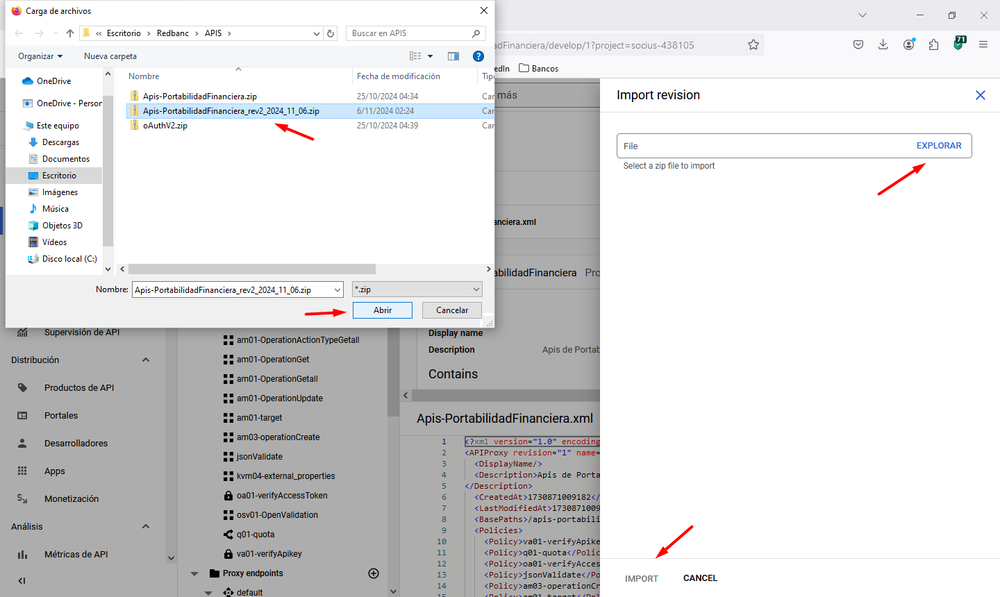 Carga de archivos
« Escritorio > Redbanc > APIS >
Buscar en APIS
Organizar
Nueva carpeta
OneDrive
OneDrive - Person
Este equipo
Descargas
Documentos
Escritorio
Imágenes
Música
Objetos 3D
Vídeos
Disco local (C:)
Nombre
Fecha de modificación
Tipo
Apis-PortabilidadFinanciera.zip
25/10/2024 04:34
Car
Apis-PortabilidadFinanciera_rev2_2024_11_06.zip
6/11/2024 02:24
Car
oAuthV2.zip
25/10/2024 04:39
Car
Nombre:
Apis-PortabilidadFinanciera_rev2_2024_11_06.zip
*.zip
Abrir
Cancelar
adFinanciera/develop/1?project=socius-438105
71
edIn
Bancos
más
nciera.xml
abilidadFinanciera
Pro
Import revision
File
EXPLORAR
Select a zip file to import
IMPORT
CANCEL
Supervisión de API
Distribución
Productos de API
Portales
Desarrolladores
Apps
Monetización
Análisis
Métricas de API
am01-OperationActionTypeGetall
am01-OperationGet
am01-OperationGetall
am01-OperationUpdate
am01-target
am03-operationCreate
jsonValidate
kvm04-external_properties
oa01-verifyAccessToken
osv01-OpenValidation
q01-quota
va01-verifyApikey
Proxy endpoints
default
Display name
Description
Apis de Portab
Contains
Apis-PortabilidadFinanciera.xml
1 <?xml version="1.0" encoding
2 <APIProxy revision="1" name=
3 <DisplayName/>
4 <Description>Apis de Porta
5 </Description>
6 <CreatedAt>1730871009182</
7 <LastModifiedAt>1730871009
8 <BasePaths>/apis-portabili
9 <Policies>
10 <Policy>va01-verifyApike
11 <Policy>q01-quota</Polic
12 <Policy>oa01-verifyAcces
13 <Policy>jsonValidate</Po
14 <Policy>am03-operationCr
15 <Policy>am01-target</Pol